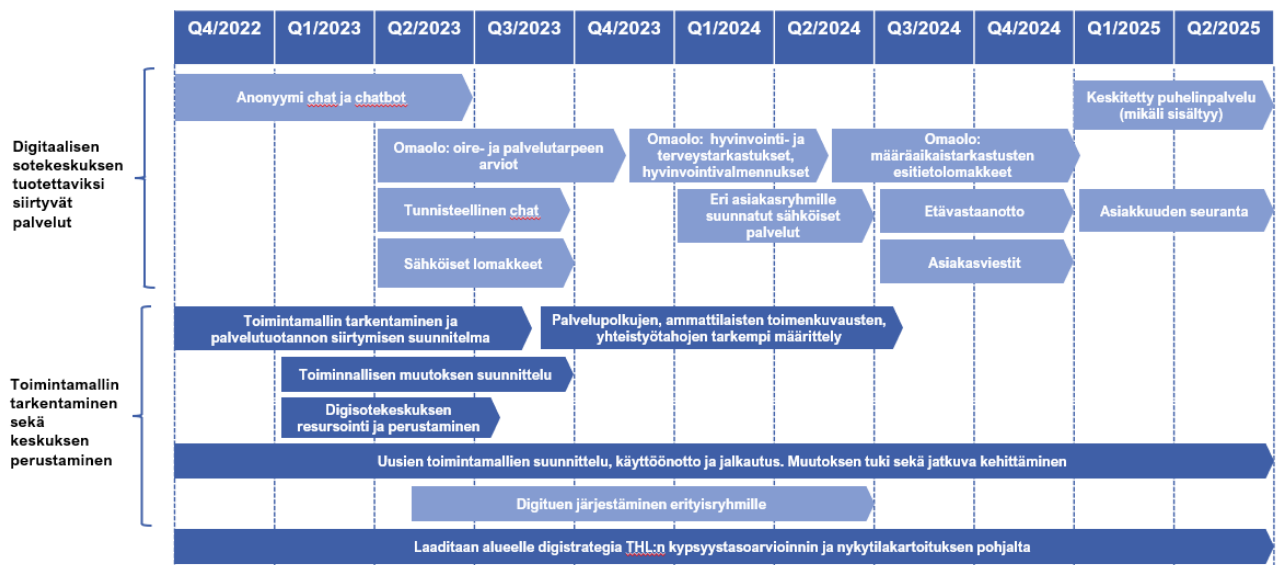 Q4/2022 Q1/2023 Q2/2023 Q3/2023 Q4/2023 Q1/2024 Q2/2024 Q3/2024 Q4/2024 Q1/2025 Q2/2025
Digitaalisen
sotekeskuksen
tuotettaviksi
siirtyvät
palvelut
Anonyymi chat ja chatbot
Keskitetty puhelinpalvelu
(mikäli sisältyy)
Omaolo: oire- ja palvelutarpeen
arviot
Omaolo: hyvinvointi- ja
terveystarkastukset,
hyvinvointivalmennukset
Omaolo:
määräaikaistarkastusten
esitietolomakkeet
Tunnisteellinen chat
Eri asiakasryhmille
suunnatut sähköiset
palvelut
Etävastaanotto
Asiakkuuden seuranta
Sähköiset lomakkeet
Asiakasviestit
Toimintamallin
tarkentaminen
sekä
keskuksen
perustaminen
Toimintamallin tarkentaminen ja
palvelutuotannon siirtymisen suunnitelma
Palvelupolkujen, ammattilaisten toimenkuvausten,
yhteistyötahojen tarkempi määrittely
Toiminnallisen muutoksen suunnittelu
Digisotekeskuksen
resursointi ja perustaminen
Uusien toimintamallien suunnittelu, käyttöönotto ja jalkautus. Muutoksen tuki sekä jatkuva kehittäminen
Digituen järjestäminen erityisryhmille
Laaditaan alueelle digistrategia THL:n kypsyystasoarvioinnin ja nykytilakartoituksen pohjalta